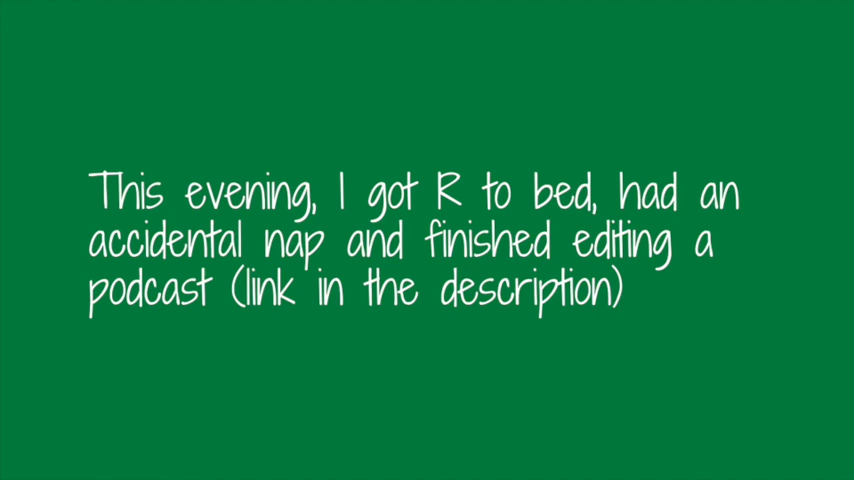 This evening, I got R to bed, had an
accidental nap and finished editing a
podcast (link in the description)